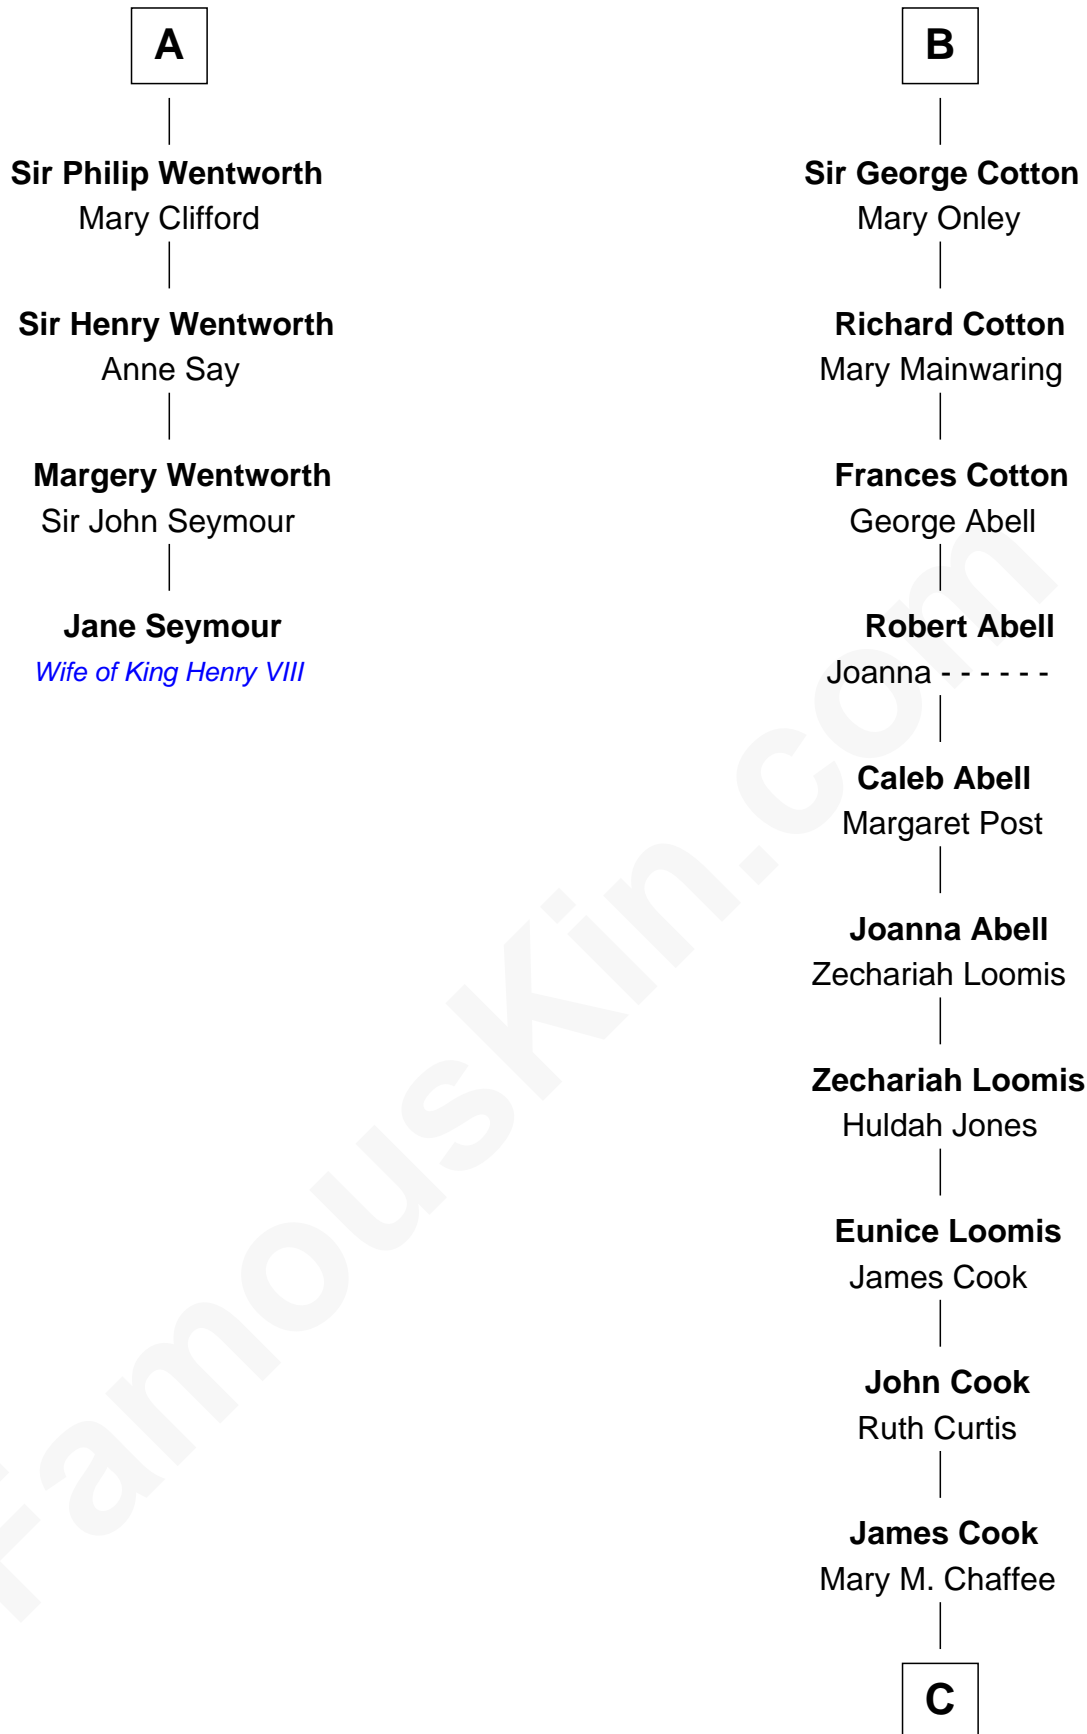 A
Sir Philip Wentworth
Mary Clifford
Sir Henry Wentworth
Anne Say
Margery Wentworth
Sir John Seymour
Jane Seymour
Wife of King Henry VIII
B
Sir George Cotton
Mary Onley
Richard Cotton
Mary Mainwaring
Frances Cotton
George Abell
Robert Abell
Joanna - - - - - -
Caleb Abell
Margaret Post
Joanna Abell
Zechariah Loomis
Zechariah Loomis
Huldah Jones
Eunice Loomis
James Cook
John Cook
Ruth Curtis
James Cook
Mary M. Chaffee
C
FamousKin.com